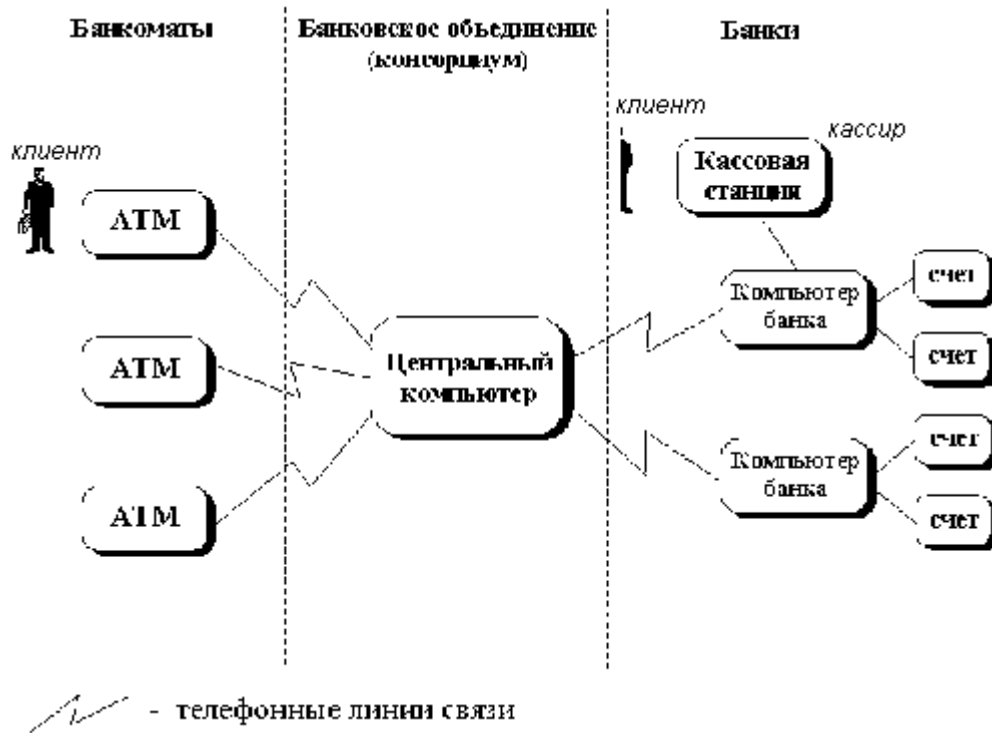 Банкоматы
Банковское объединение
(консорциум)
Банки
клиент
клиент
кассир
Кассовая
станция
АТМ
АТМ
АТМ
Центральный
компьютер
Компьютер
банка
счет
счет
Компьютер
банка
счет
счет
- телефонные линии связи